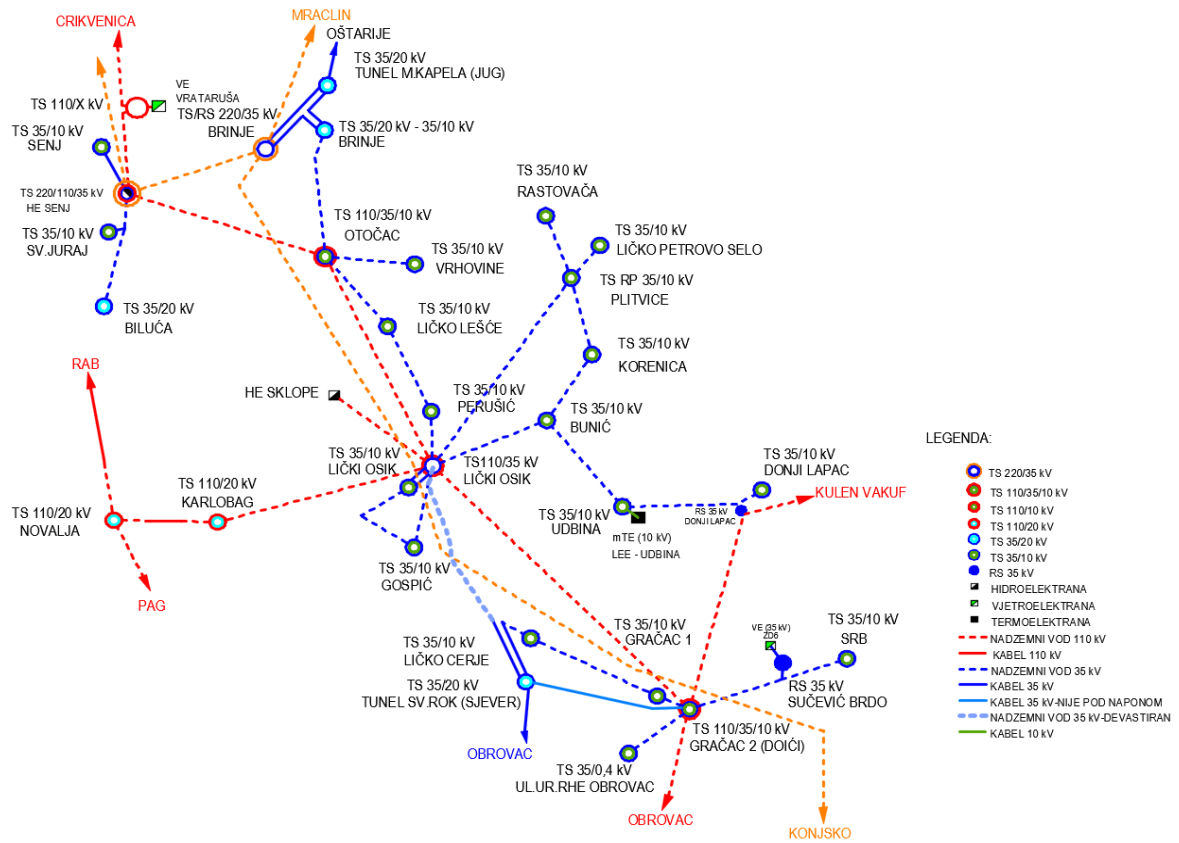 CRIKVENICA
MRACLIN
OŠTARIJE
TS 35/20 kV
TUNEL M.KAPELA (JUG)
VE
VRATARUŠA
TS 110/X kV
TS/RS 220/35 kV
BRINJE
TS 35/10 kV
SENJ
TS 35/20 kV - 35/10 kV
BRINJE
TS 220/110/35 kV
HE SENJ
TS 35/10 kV
SV.JURAJ
TS 35/20 kV
BILUĆA
TS 110/35/10 kV
OTOČAC
TS 35/10 kV
VRHOVINE
TS 35/10 kV
RASTOVAČA
TS 35/10 kV
LIČKO PETROVO SELO
TS RP 35/10 kV
PLITVICE
TS 35/10 kV
LIČKO LEŠĆE
TS 35/10 kV
KORENICA
RAB
HE SKLOPE
TS 35/10 kV
PERUŠIĆ
TS 35/10 kV
BUNIĆ
TS 35/10 kV
LIČKI OSIK
TS110/35 kV
LIČKI OSIK
TS 110/20 kV
KARLOBAG
TS 110/20 kV
NOVALJA
PAG
TS 35/10 kV
GOSPIĆ
TS 35/10 kV
UDBINA
mTE (10 kV)
LEE - UDBINA
TS 35/10 kV
DONJI LAPAC
RS 35 kV
DONJI LAPAC
KULEN VAKUF
TS 35/10 kV
LIČKO CERJE
TS 35/20 kV
TUNEL SV.ROK (SJEVER)
OBROVAC
TS 35/10 kV
GRAČAC 1
VE (35 kV)
ZD6
TS 35/10 kV
SRB
RS 35 kV
SUČEVIĆ BRDO
TS 110/35/10 kV
GRAČAC 2 (DOIĆI)
TS 35/0,4 kV
UL.UR.RHE OBROVAC
OBROVAC
KONJSKO
LEGENDA:
TS 220/35 kV
TS 110/35/10 kV
TS 110/10 kV
TS 110/20 kV
TS 35/20 kV
TS 35/10 kV
RS 35 kV
HIDROELEKTRANA
VJETROELEKTRANA
TERMOELEKTRANA
NADZEMNI VOD 110 kV
KABEL 110 kV
NADZEMNI VOD 35 kV
KABEL 35 kV
KABEL 35 kV-NIJE POD NAPONOM
NADZEMNI VOD 35 kV-DEVASTIRAN
KABEL 10 kV